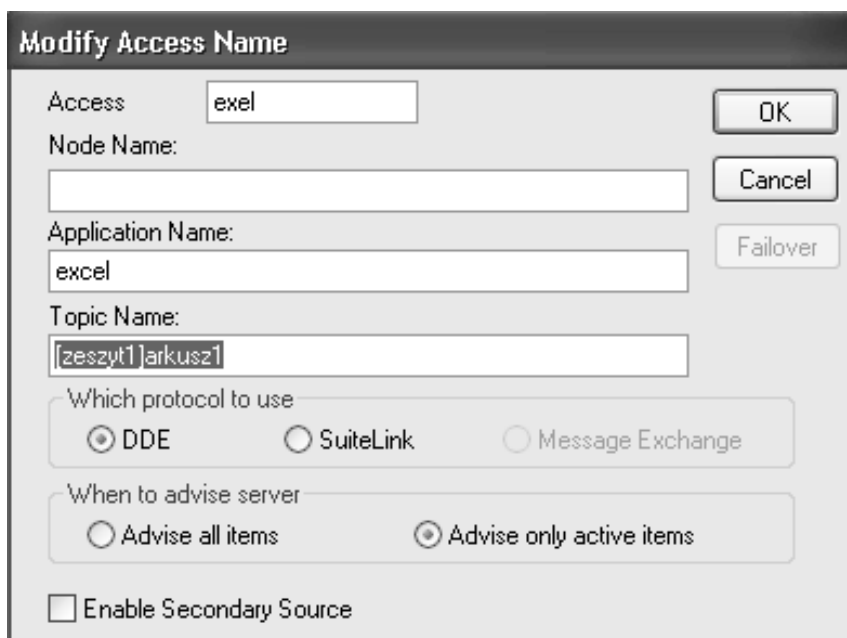 Modify Access Name
Access exel OK
Node Name:
Cancel
Application Name:
excel Failover
Topic Name:
[zeszyt1]arkusz1
Which protocol to use
DDE SuiteLink Message Exchange
When to advise server
Advise all items Advise only active items
Enable Secondary Source